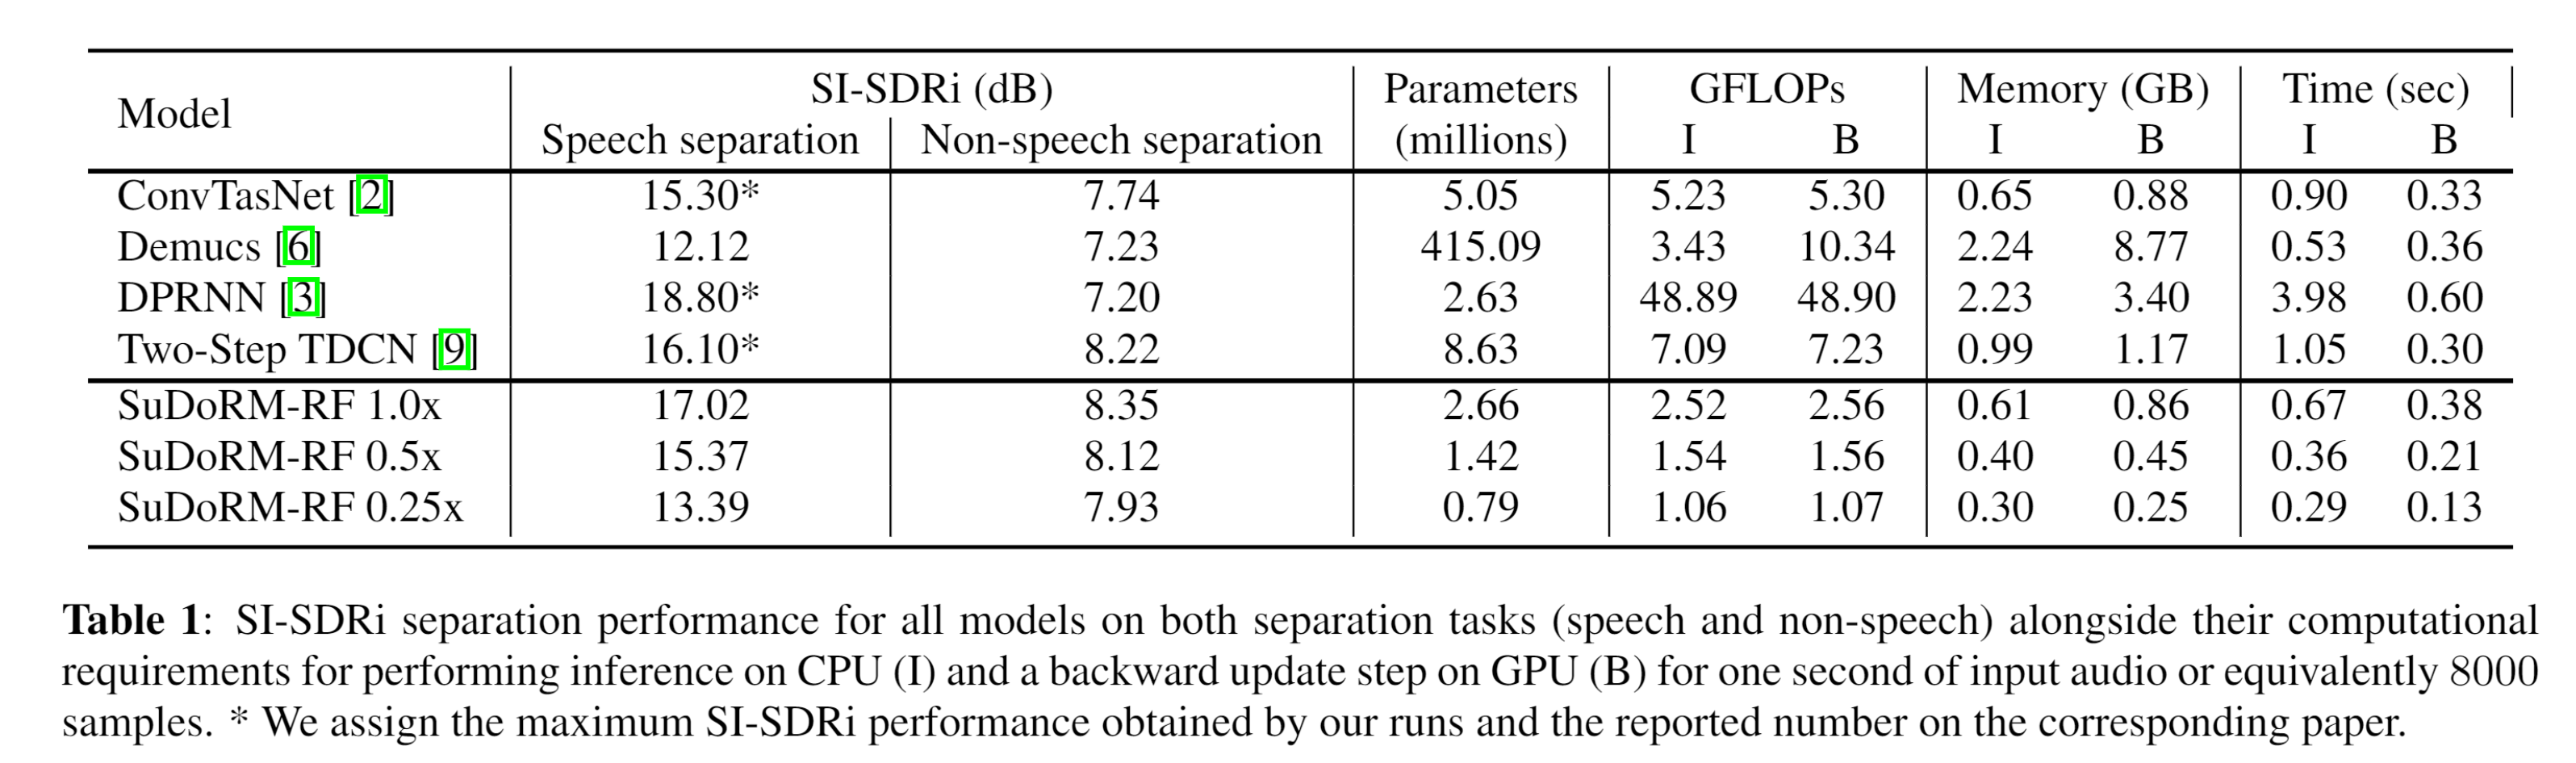 Model SI-SDRi (dB) Parameters GFLOPs Memory (GB) Time (sec)
Speech separation Non-speech separation (millions) I B I B I B
ConvTasNet [2] 15.30* 7.74 5.05 5.23 5.30 0.65 0.88 0.90 0.33
Demucs [6] 12.12 7.23 415.09 3.43 10.34 2.24 8.77 0.53 0.36
DPRNN [3] 18.80* 7.20 2.63 48.89 48.90 2.23 3.40 3.98 0.60
Two-Step TDCN [9] 16.10* 8.22 8.63 7.09 7.23 0.99 1.17 1.05 0.30
SuDoRM-RF 1.0x 17.02 8.35 2.66 2.52 2.56 0.61 0.86 0.67 0.38
SuDoRM-RF 0.5x 15.37 8.12 1.42 1.54 1.56 0.40 0.45 0.36 0.21
SuDoRM-RF 0.25x 13.39 7.93 0.79 1.06 1.07 0.30 0.25 0.29 0.13
Table 1: SI-SDRi separation performance for all models on both separation tasks (speech and non-speech) alongside their computational
requirements for performing inference on CPU (I) and a backward update step on GPU (B) for one second of input audio or equivalently 8000
samples. * We assign the maximum SI-SDRi performance obtained by our runs and the reported number on the corresponding paper.